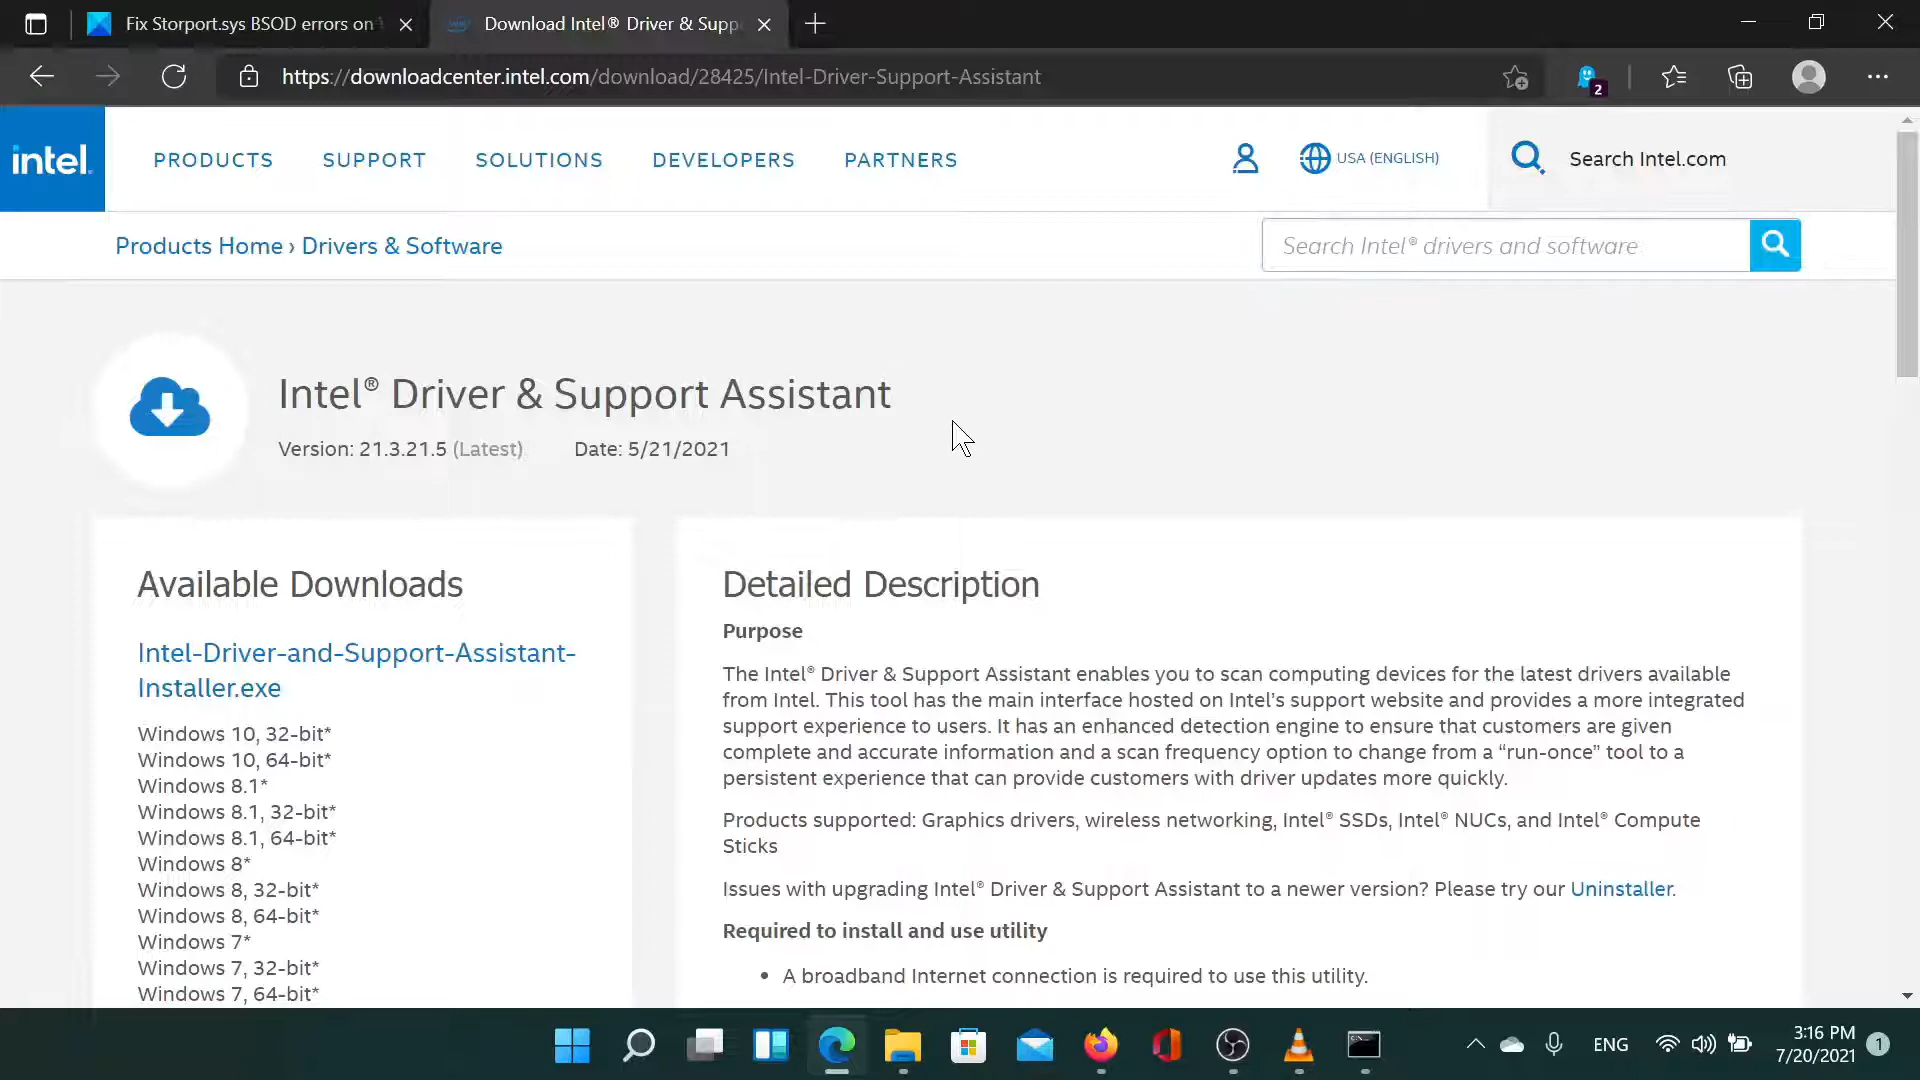 Fix Storport.sys BSOD errors on
Download Intel® Driver & Supp
https://downloadcenter.intel.com/download/28425/Intel-Driver-Support-Assistant
2
intel.
PRODUCTS
SUPPORT
SOLUTIONS
DEVELOPERS
PARTNERS
USA (ENGLISH)
Search Intel.com
Products Home › Drivers & Software
Search Intel® drivers and software
Intel® Driver & Support Assistant
Version: 21.3.21.5 (Latest)
Date: 5/21/2021
Available Downloads
Intel-Driver-and-Support-Assistant-
Installer.exe
Windows 10, 32-bit*
Windows 10, 64-bit*
Windows 8.1*
Windows 8.1, 32-bit*
Windows 8.1, 64-bit*
Windows 8*
Windows 8, 32-bit*
Windows 8, 64-bit*
Windows 7*
Windows 7, 32-bit*
Windows 7, 64-bit*
Detailed Description
Purpose
The Intel® Driver & Support Assistant enables you to scan computing devices for the latest drivers available
from Intel. This tool has the main interface hosted on Intel’s support website and provides a more integrated
support experience to users. It has an enhanced detection engine to ensure that customers are given
complete and accurate information and a scan frequency option to change from a “run-once” tool to a
persistent experience that can provide customers with driver updates more quickly.
Products supported: Graphics drivers, wireless networking, Intel® SSDs, Intel® NUCs, and Intel® Compute
Sticks
Issues with upgrading Intel® Driver & Support Assistant to a newer version? Please try our Uninstaller.
Required to install and use utility
• A broadband Internet connection is required to use this utility.
ENG
3:16 PM
7/20/2021
1